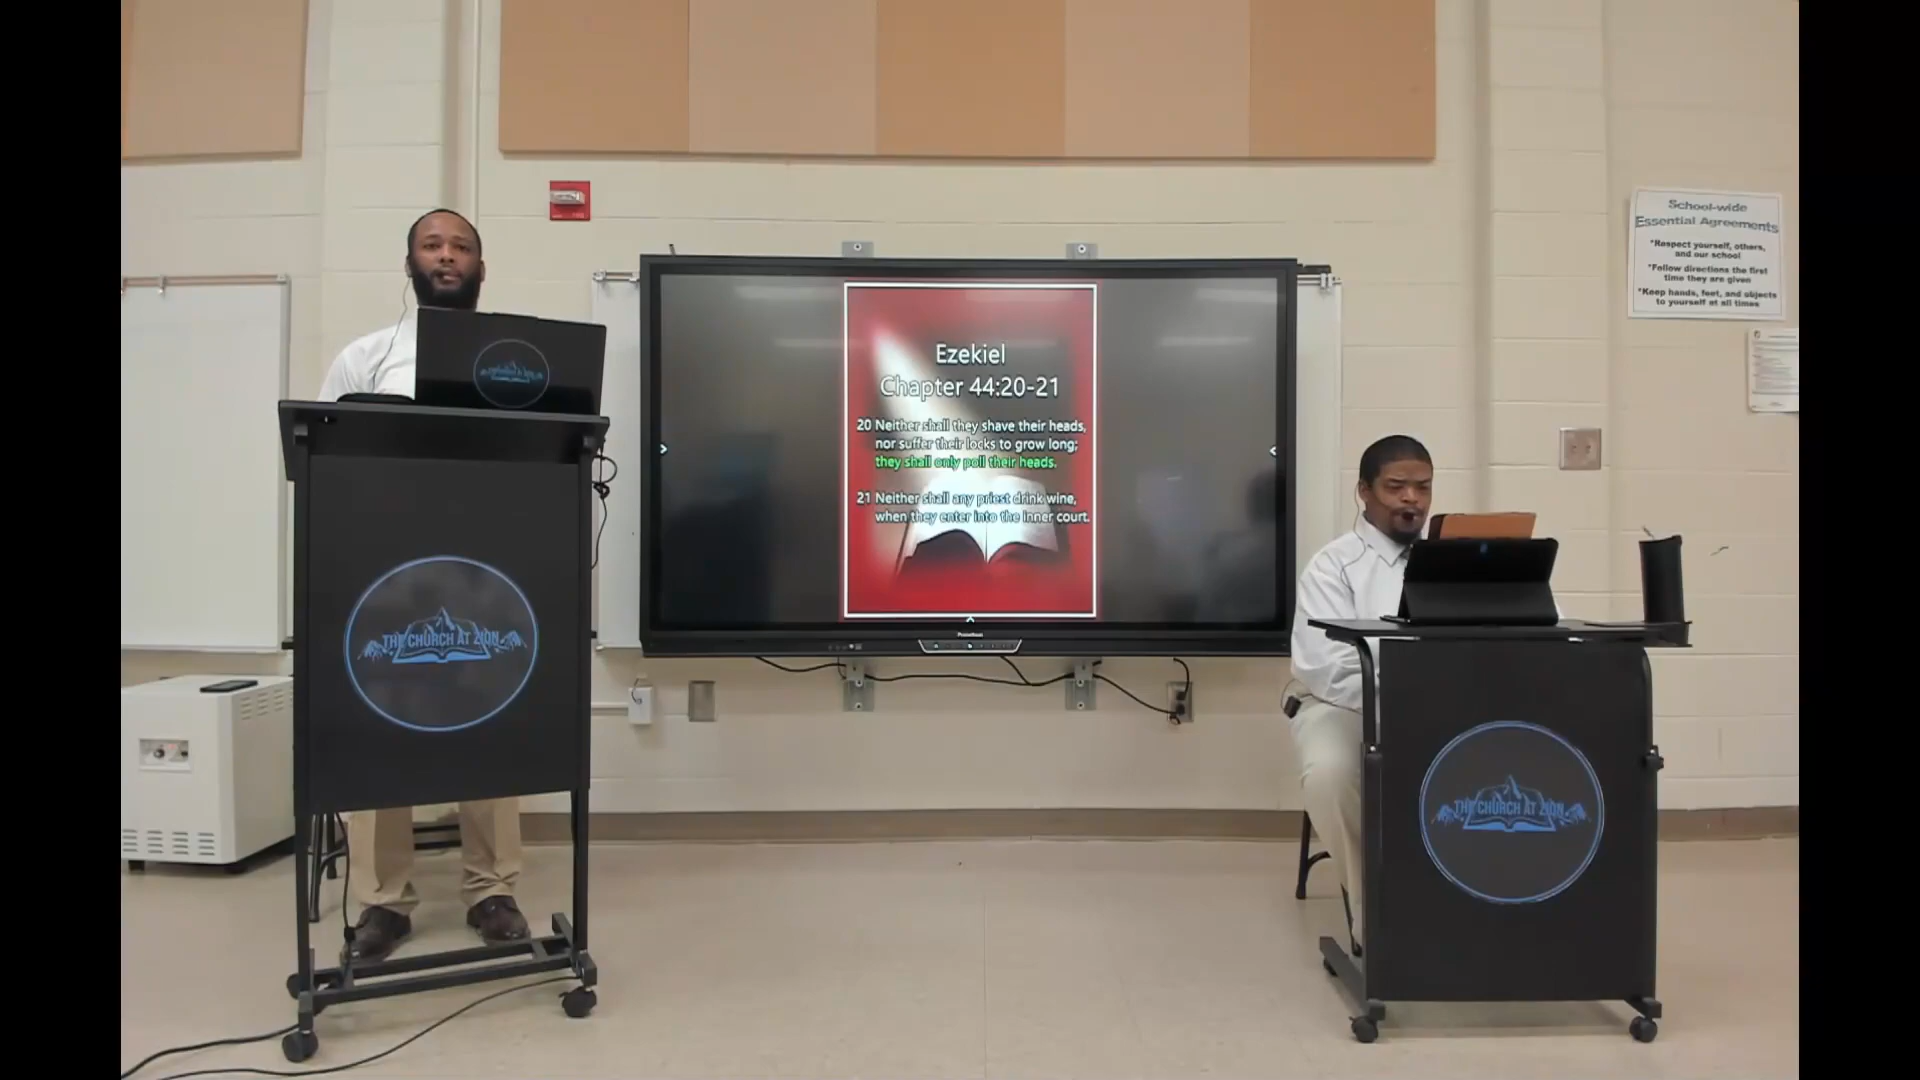 School-wide
Essential Agreements
*Respect yourself, others,
and our school
*Follow directions the first
time they are given
*Keep hands, feet, and objects
to yourself at all times
Ezekiel
Chapter 44:20-21
20 Neither shall they shave their heads,
nor suffer their locks to grow long;
they shall only poll their heads.
21 Neither shall any priest drink wine,
when they enter into the inner court.
Promethean
THE CHURCH AT ZION
THE CHURCH AT ZION